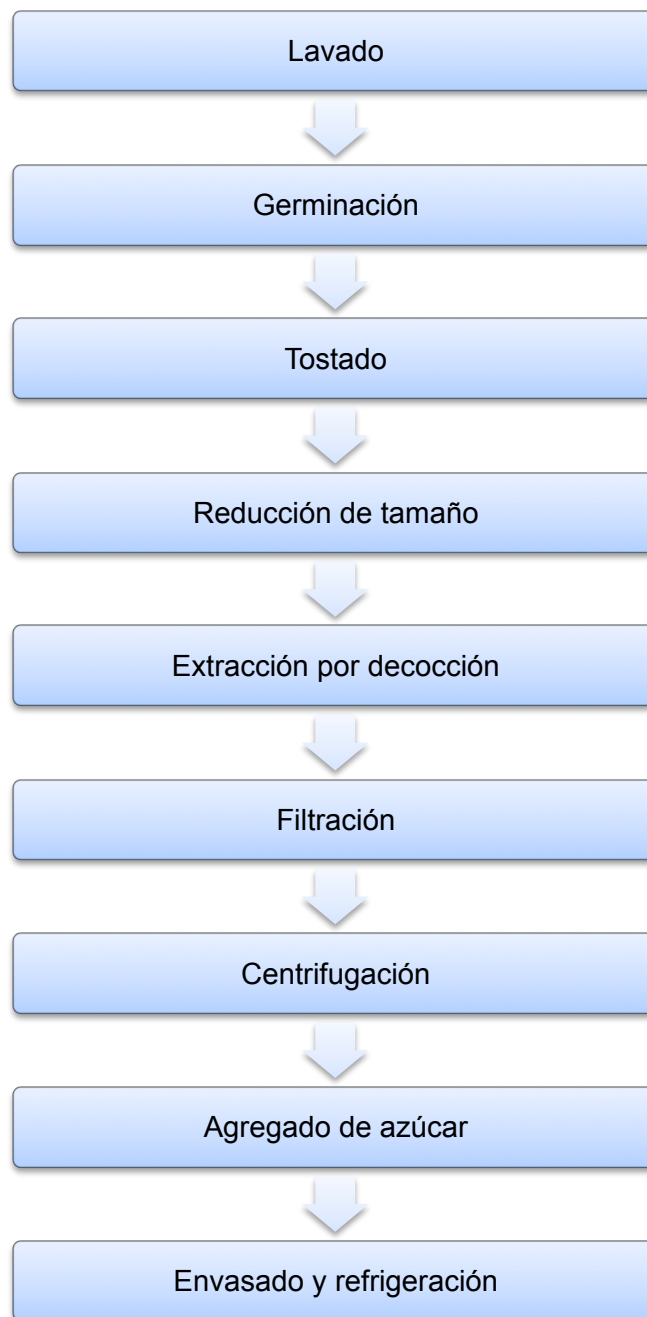 Lavado
Germinación
Tostado
Reducción de tamaño
Extracción por decocción
Filtración
Centrifugación
Agregado de azúcar
Envasado y refrigeración